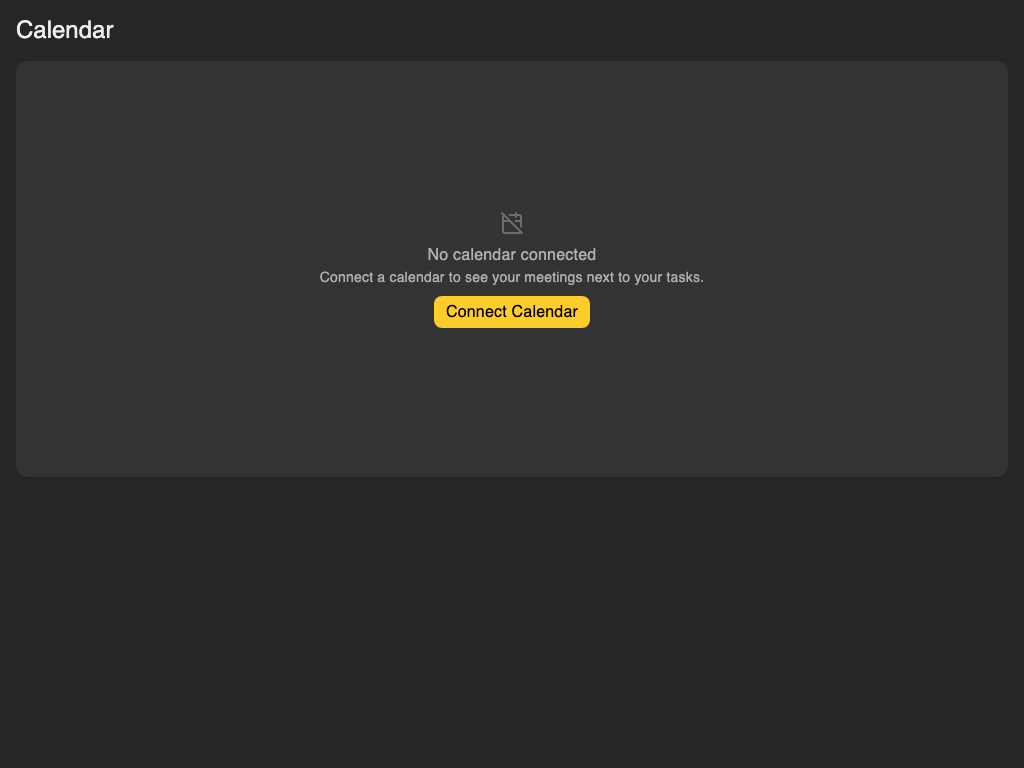 Calendar
No calendar connected
Connect a calendar to see your meetings next to your tasks.
Connect Calendar